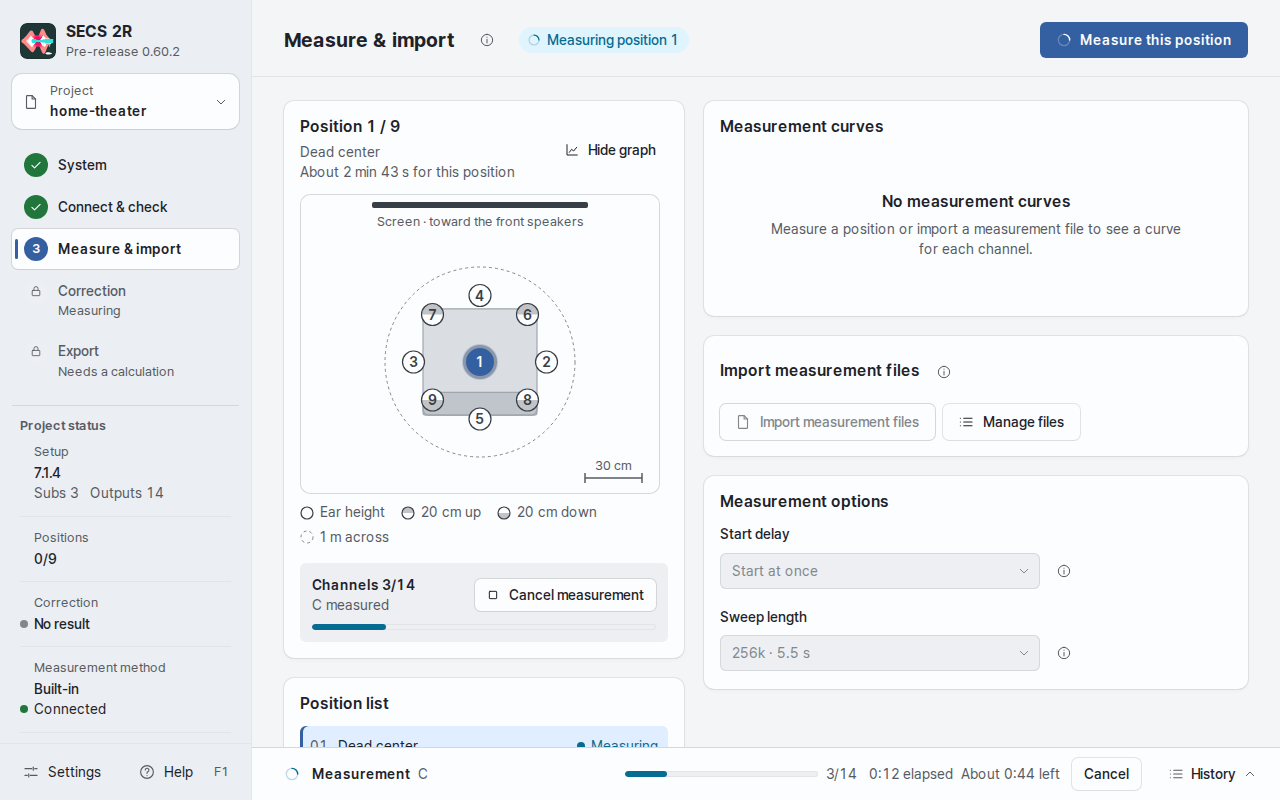 SECS 2R
Pre-release 0.60.2
Project
home-theater
System
Connect & check
3 Measure & import
Correction
Measuring
Export
Needs a calculation
Project status
Setup
7.1.4
Subs 3 Outputs 14
Positions
0/9
Correction
No result
Measurement method
Built-in
Connected
Settings Help F1
Measure & import Measuring position 1 Measure this position
Position 1 / 9
Dead center
About 2 min 43 s for this position
Hide graph
Screen · toward the front speakers
4
7 6
3 1 2
9 8
5
30 cm
Ear height 20 cm up 20 cm down
1 m across
Channels 3/14
C measured
Cancel measurement
Position list
01 Dead center Measuring
Measurement curves
No measurement curves
Measure a position or import a measurement file to see a curve
for each channel.
Import measurement files
Import measurement files Manage files
Measurement options
Start delay
Start at once
Sweep length
256k · 5.5 s
Measurement C 3/14 0:12 elapsed About 0:44 left Cancel History